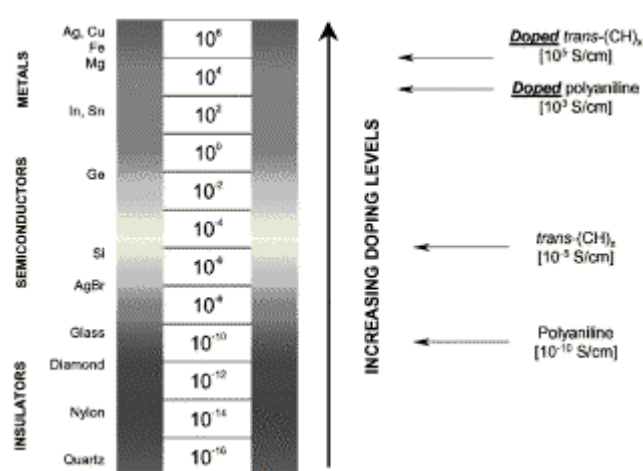 METALS
SEMICONDUCTORS
INSULATORS
Ag, Cu
Fe
Mg
In, Sn
Ge
Si
AgBr
Glass
Diamond
Nylon
Quartz
10⁶
10⁴
10²
10⁰
10⁻²
10⁻⁴
10⁻⁶
10⁻⁸
10⁻¹⁰
10⁻¹²
10⁻¹⁴
10⁻¹⁶
INCREASING DOPING LEVELS
Doped trans-(CH)ₓ
[10⁵ S/cm]
Doped polyaniline
[10³ S/cm]
trans-(CH)ₓ
[10⁻⁵ S/cm]
Polyaniline
[10⁻¹⁰ S/cm]